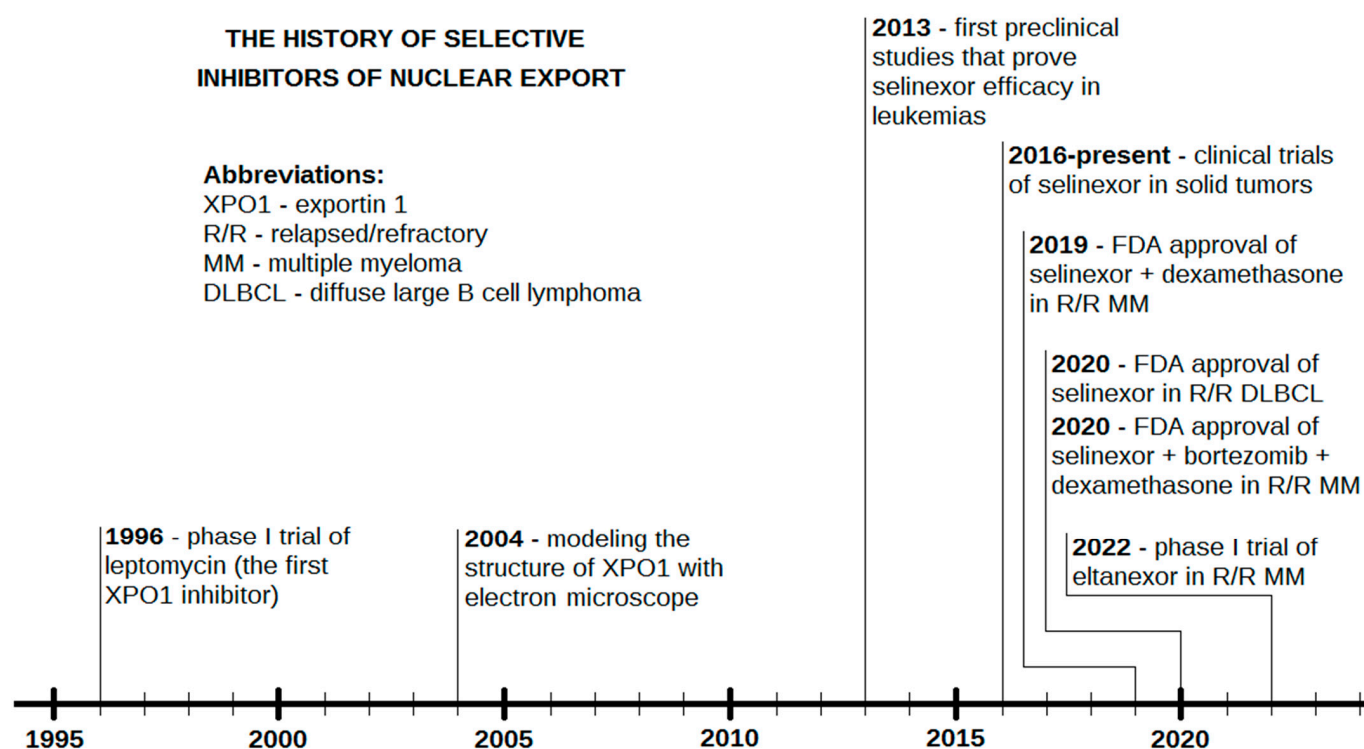 THE HISTORY OF SELECTIVE
INHIBITORS OF NUCLEAR EXPORT
Abbreviations:
XPO1 - exportin 1
R/R - relapsed/refractory
MM - multiple myeloma
DLBCL - diffuse large B cell lymphoma
1996 - phase I trial of
leptomycin (the first
XPO1 inhibitor)
2004 - modeling the
structure of XPO1 with
electron microscope
2013 - first preclinical
studies that prove
selinexor efficacy in
leukemias
2016-present - clinical trials
of selinexor in solid tumors
2019 - FDA approval of
selinexor + dexamethasone
in R/R MM
2020 - FDA approval of
selinexor in R/R DLBCL
2020 - FDA approval of
selinexor + bortezomib +
dexamethasone in R/R MM
2022 - phase I trial of
eltanexor in R/R MM
1995 2000 2005 2010 2015 2020